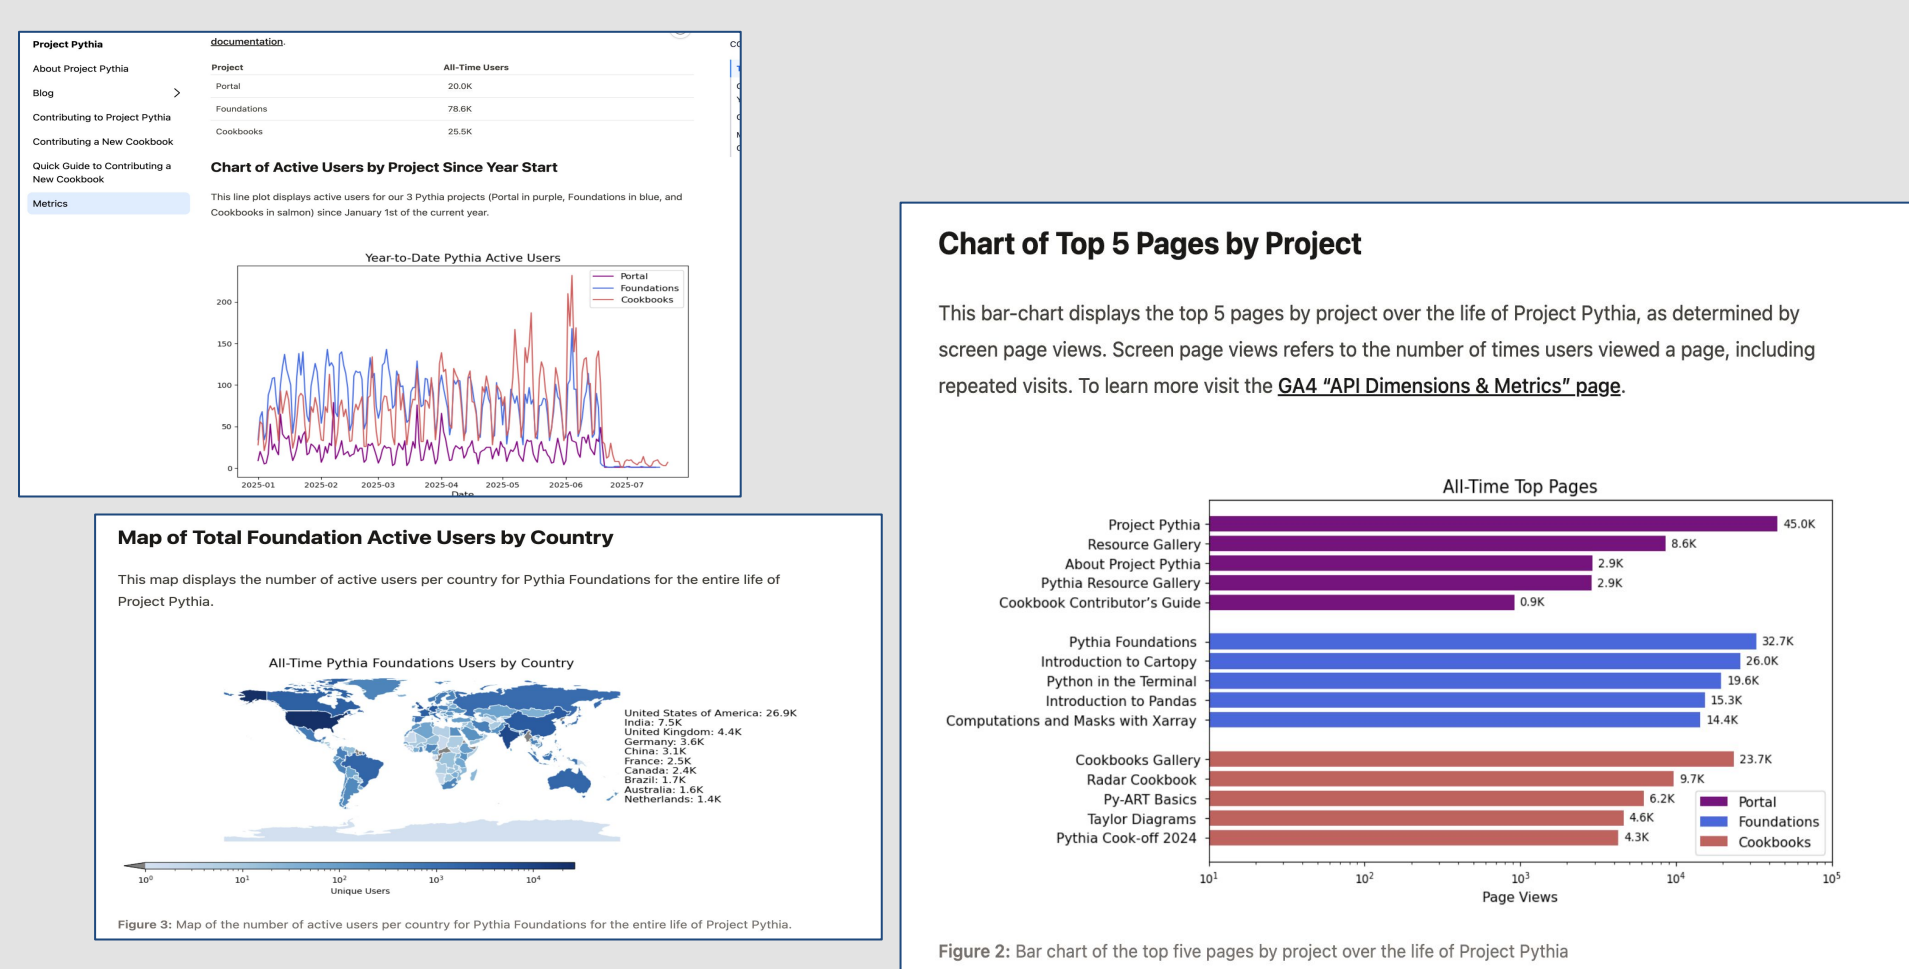 Project Pythia
About Project Pythia
Blog
Contributing to Project Pythia
Contributing a New Cookbook
Quick Guide to Contributing a
New Cookbook
Metrics
documentation.
Project All-Time Users
Portal 20.0K
Foundations 78.6K
Cookbooks 25.5K
Chart of Active Users by Project Since Year Start
This line plot displays active users for our 3 Pythia projects (Portal in purple, Foundations in blue, and
Cookbooks in salmon) since January 1st of the current year.
Year-to-Date Pythia Active Users
Portal
Foundations
Cookbooks
200
150
100
50
0
2025-01 2025-02 2025-03 2025-04 2025-05 2025-06 2025-07
Date
Map of Total Foundation Active Users by Country
This map displays the number of active users per country for Pythia Foundations for the entire life of
Project Pythia.
All-Time Pythia Foundations Users by Country
United States of America: 26.9K
India: 7.5K
United Kingdom: 4.4K
Germany: 3.6K
China: 3.1K
France: 2.5K
Canada: 2.4K
Brazil: 1.7K
Australia: 1.6K
Netherlands: 1.4K
10⁰ 10¹ 10² 10³ 10⁴
Unique Users
Figure 3: Map of the number of active users per country for Pythia Foundations for the entire life of Project Pythia.
Chart of Top 5 Pages by Project
This bar-chart displays the top 5 pages by project over the life of Project Pythia, as determined by
screen page views. Screen page views refers to the number of times users viewed a page, including
repeated visits. To learn more visit the GA4 “API Dimensions & Metrics” page.
All-Time Top Pages
Project Pythia 45.0K
Resource Gallery 8.6K
About Project Pythia 2.9K
Pythia Resource Gallery 2.9K
Cookbook Contributor’s Guide 0.9K
Pythia Foundations 32.7K
Introduction to Cartopy 26.0K
Python in the Terminal 19.6K
Introduction to Pandas 15.3K
Computations and Masks with Xarray 14.4K
Cookbooks Gallery 23.7K
Radar Cookbook 9.7K
Py-ART Basics 6.2K
Taylor Diagrams 4.6K
Pythia Cook-off 2024 4.3K
Portal
Foundations
Cookbooks
10¹ 10² 10³ 10⁴ 10⁵
Page Views
Figure 2: Bar chart of the top five pages by project over the life of Project Pythia